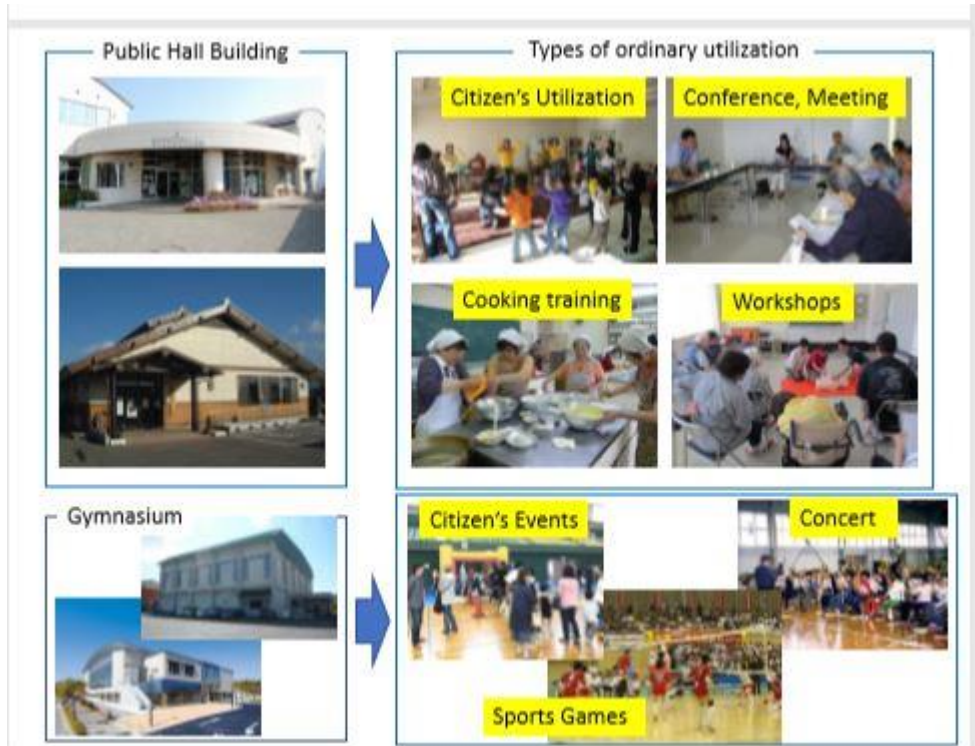 Public Hall Building
Types of ordinary utilization
Citizen's Utilization
Conference, Meeting
Cooking training
Workshops
Gymnasium
Citizen's Events
Concert
Sports Games